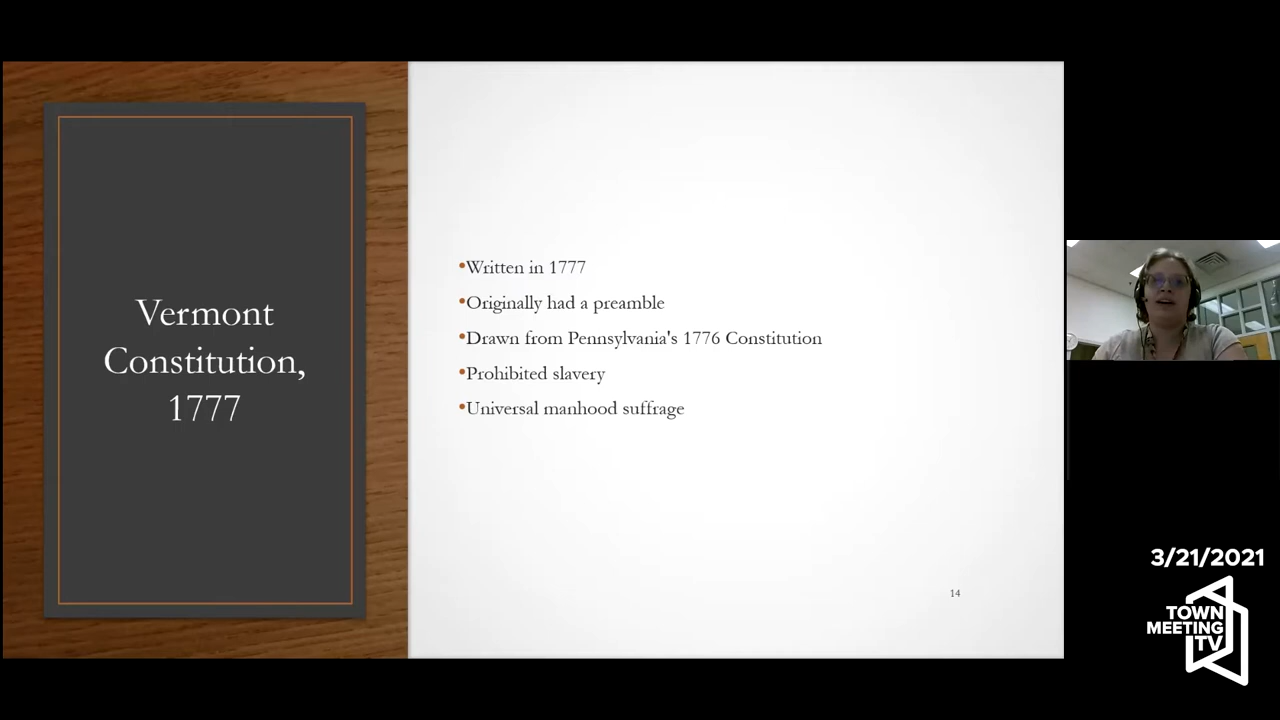 Vermont
Constitution,
1777
•Written in 1777
•Originally had a preamble
•Drawn from Pennsylvania's 1776 Constitution
•Prohibited slavery
•Universal manhood suffrage
14
3/21/2021
TOWN
MEETING
TV